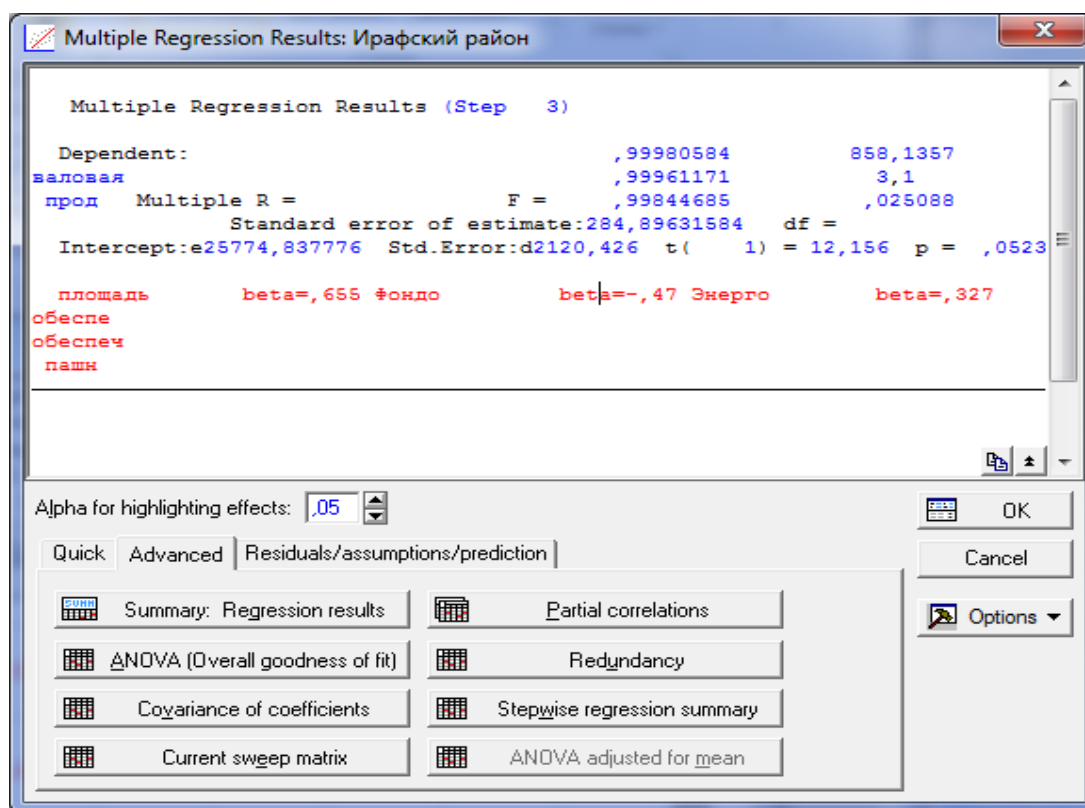 Multiple Regression Results: Ирафский район
x
Multiple Regression Results (Step 3)
Dependent: ,99980584 858,1357
валовая ,99961171 3,1
прод Multiple R = F = ,99844685 ,025088
Standard error of estimate:284,89631584 df =
Intercept:e25774,837776 Std.Error:d2120,426 t( 1) = 12,156 p = ,0523
площадь beta=,655 Фондо beta=-,47 Энерго beta=,327
обеспе
обеспеч
пашн
Alpha for highlighting effects: ,05
OK
Quick Advanced Residuals/assumptions/prediction
Cancel
Summary: Regression results Partial correlations
Options
ANOVA (Overall goodness of fit) Redundancy
Covariance of coefficients Stepwise regression summary
Current sweep matrix ANOVA adjusted for mean